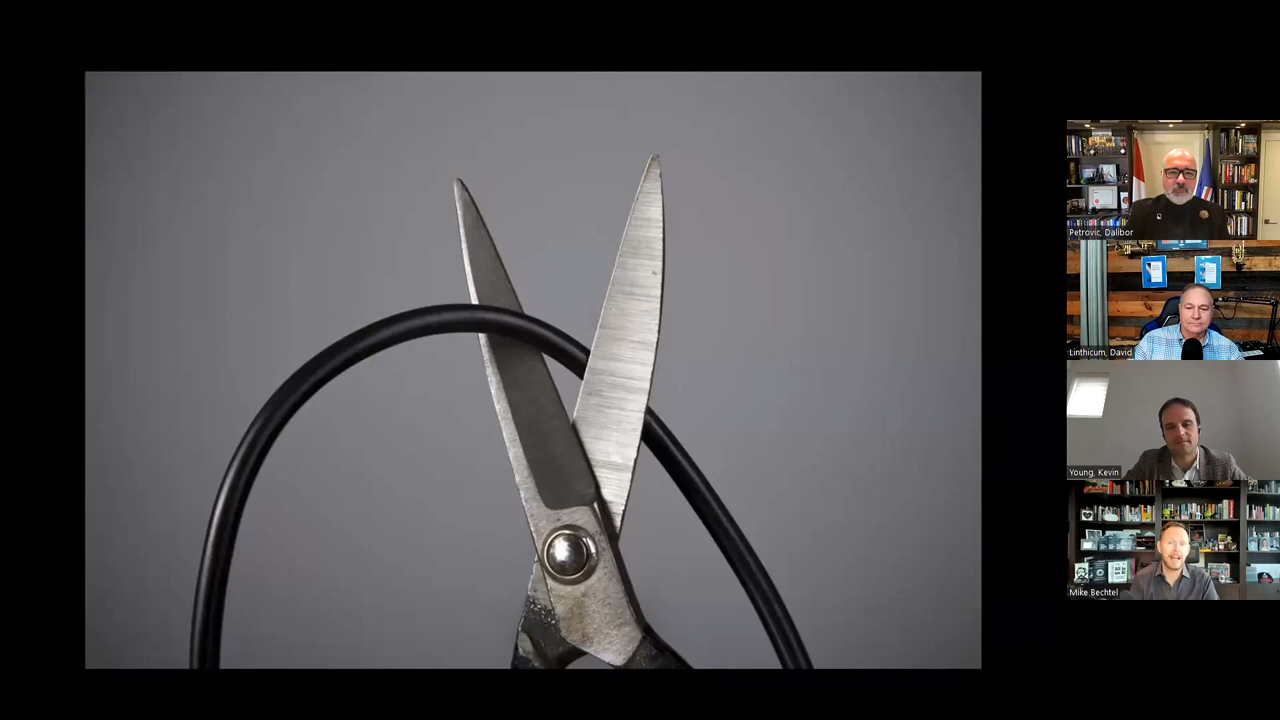 Petrovic, Dalibor
Linthicum, David
Young, Kevin
Mike Bechtel